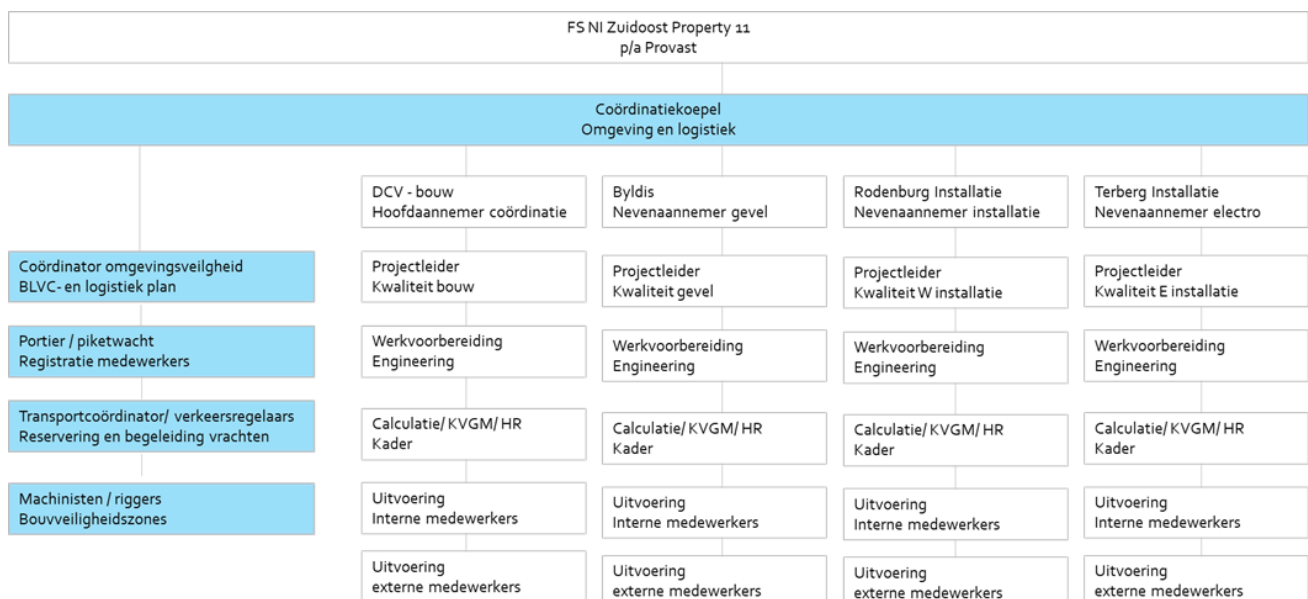 FS NI Zuidoost Property 11
p/a Provast
Coördinatiekoepel
Omgeving en logistiek
DCV - bouw
Hoofdaannemer coördinatie
Byldis
Nevenaannemer gevel
Rodenburg Installatie
Nevenaannemer installatie
Terberg Installatie
Nevenaannemer electro
Coördinator omgevingsveilgheid
BLVC- en logistiek plan
Projectleider
Kwaliteit bouw
Projectleider
Kwaliteit gevel
Projectleider
Kwaliteit W installatie
Projectleider
Kwaliteit E installatie
Portier / piketwacht
Registratie medewerkers
Werkvoorbereiding
Engineering
Werkvoorbereiding
Engineering
Werkvoorbereiding
Engineering
Werkvoorbereiding
Engineering
Transportcoördinator/ verkeersregelaars
Reservering en begeleiding vrachten
Calculatie/ KVGM/ HR
Kader
Calculatie/ KVGM/ HR
Kader
Calculatie/ KVGM/ HR
Kader
Calculatie/ KVGM/ HR
Kader
Machinisten / riggers
Bouvveiligheidszones
Uitvoering
Interne medewerkers
Uitvoering
Interne medewerkers
Uitvoering
Interne medewerkers
Uitvoering
Interne medewerkers
Uitvoering
externe medewerkers
Uitvoering
externe medewerkers
Uitvoering
externe medewerkers
Uitvoering
externe medewerkers